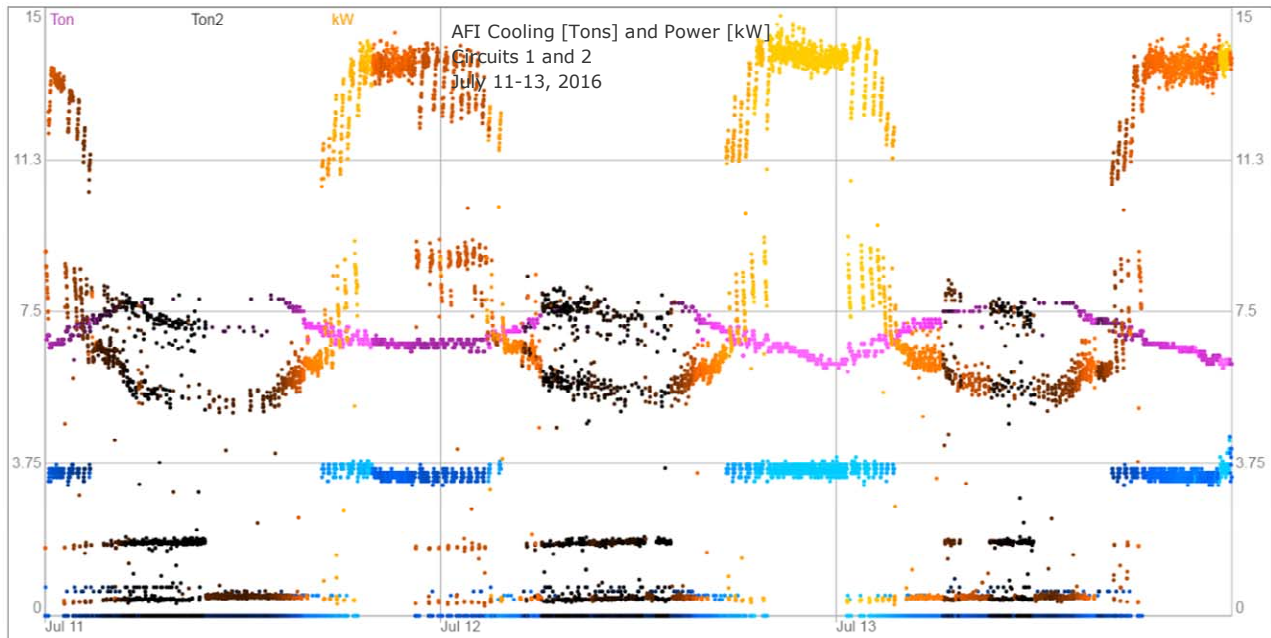 15 Ton Ton2 kW 15
AFI Cooling [Tons] and Power [kW]
Circuits 1 and 2
July 11-13, 2016
11.3 11.3
7.5 7.5
3.75 3.75
0 0
Jul 11 Jul 12 Jul 13